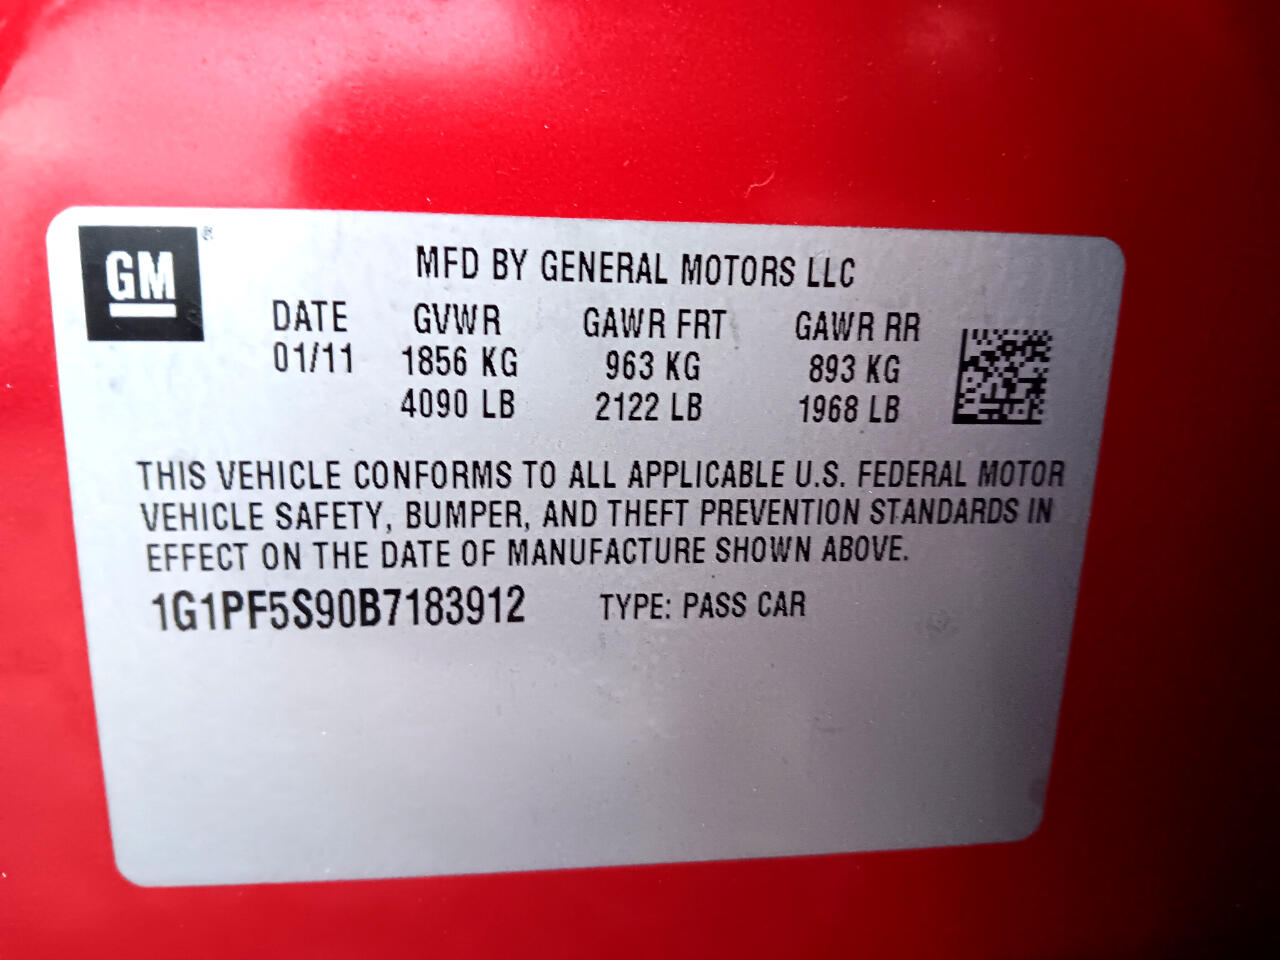 GM®
MFD BY GENERAL MOTORS LLC
DATE GVWR GAWR FRT GAWR RR
01/11 1856 KG 963 KG 893 KG
4090 LB 2122 LB 1968 LB
THIS VEHICLE CONFORMS TO ALL APPLICABLE U.S. FEDERAL MOTOR
VEHICLE SAFETY, BUMPER, AND THEFT PREVENTION STANDARDS IN
EFFECT ON THE DATE OF MANUFACTURE SHOWN ABOVE.
1G1PF5S90B7183912 TYPE: PASS CAR